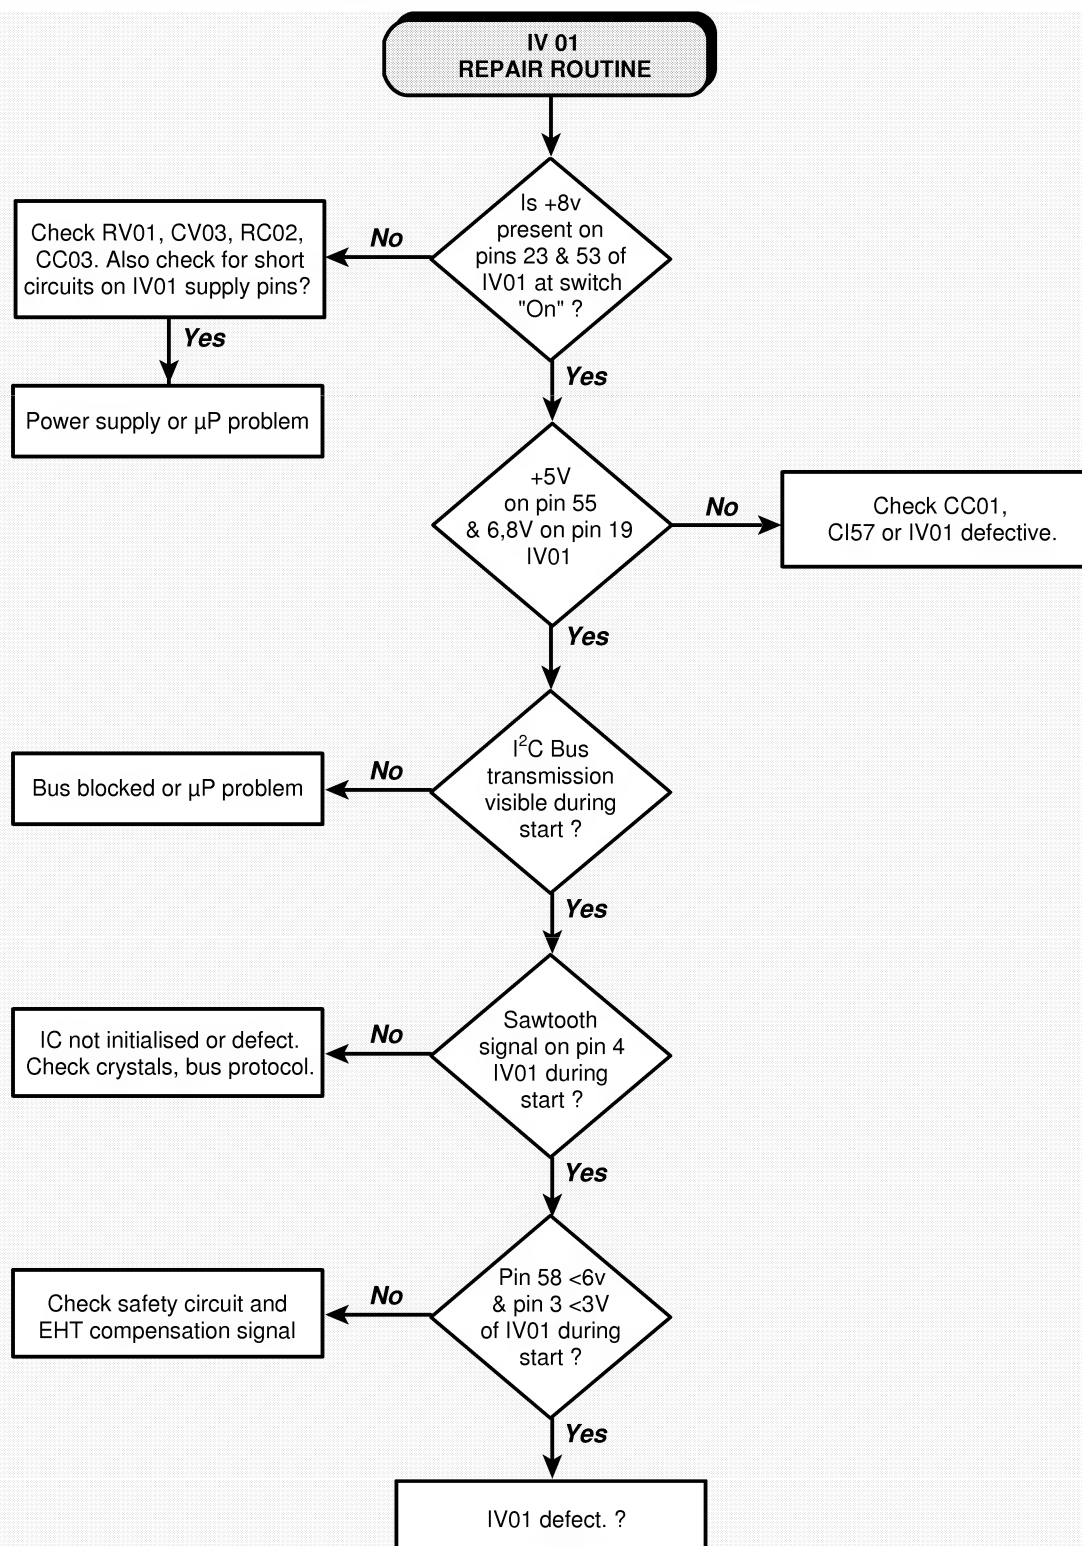 IV 01
REPAIR ROUTINE
Is +8v
present on
pins 23 & 53 of
IV01 at switch
"On" ?
No
Check RV01, CV03, RC02,
CC03. Also check for short
circuits on IV01 supply pins?
Yes
Power supply or µP problem
Yes
+5V
on pin 55
& 6,8V on pin 19
IV01
No
Check CC01,
CI57 or IV01 defective.
Yes
I²C Bus
transmission
visible during
start ?
No
Bus blocked or µP problem
Yes
Sawtooth
signal on pin 4
IV01 during
start ?
No
IC not initialised or defect.
Check crystals, bus protocol.
Yes
Pin 58 <6v
& pin 3 <3V
of IV01 during
start ?
No
Check safety circuit and
EHT compensation signal
Yes
IV01 defect. ?